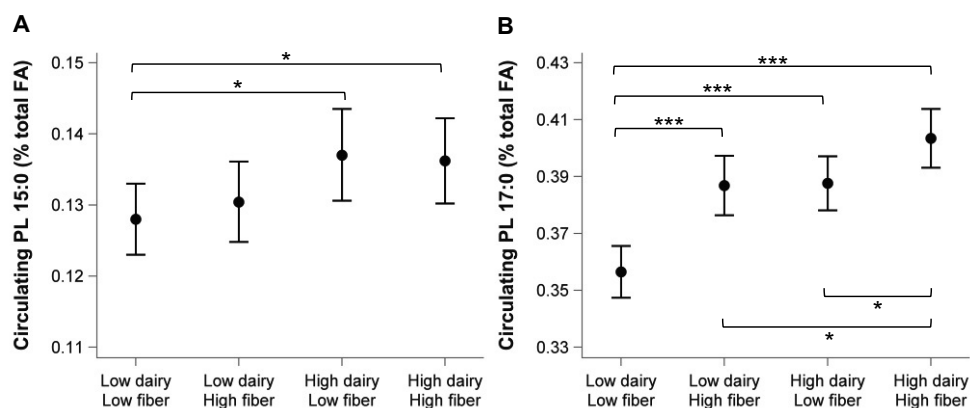 A
Circulating PL 15:0 (% total FA)
0.15
0.14
0.13
0.12
0.11
*
*
Low dairy
Low fiber
Low dairy
High fiber
High dairy
Low fiber
High dairy
High fiber
B
Circulating PL 17:0 (% total FA)
0.43
0.41
0.39
0.37
0.35
0.33
***
***
***
*
*
Low dairy
Low fiber
Low dairy
High fiber
High dairy
Low fiber
High dairy
High fiber